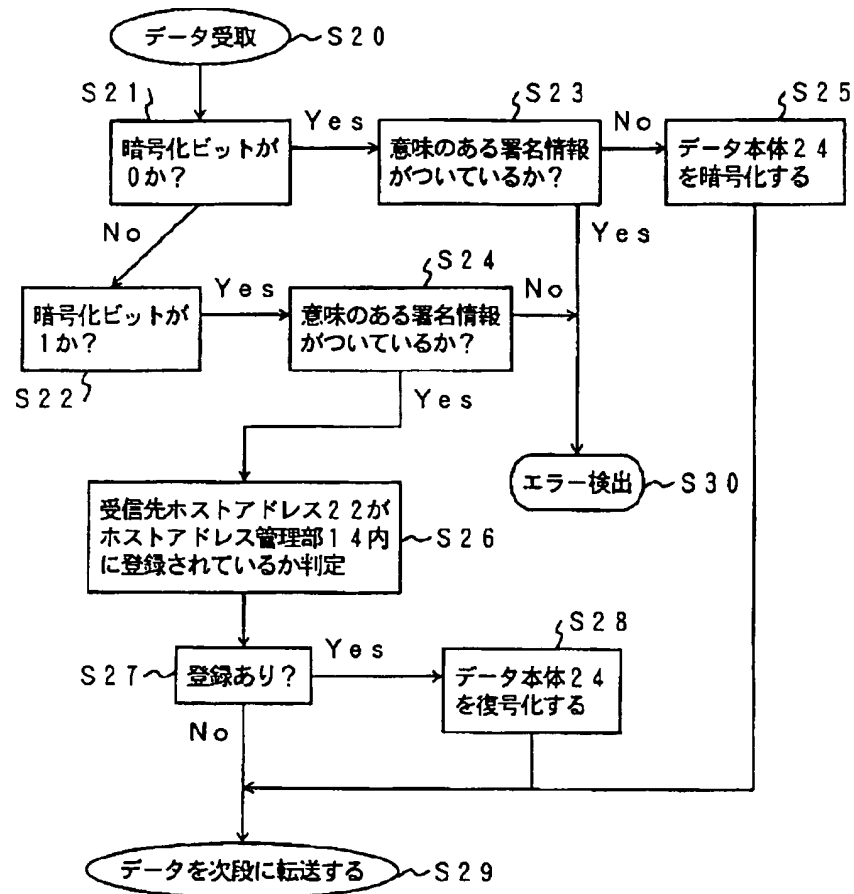 データ受取
S20
S21
暗号化ビットが
0か?
Yes
S23
意味のある署名情報
がついているか?
No
S25
データ本体24
を暗号化する
No
Yes
暗号化ビットが
1か?
S22
Yes
S24
意味のある署名情報
がついているか?
No
Yes
エラー検出
S30
受信先ホストアドレス22が
ホストアドレス管理部14内
に登録されているか判定
S26
S27
登録あり?
Yes
S28
データ本体24
を復号化する
No
データを次段に転送する
S29